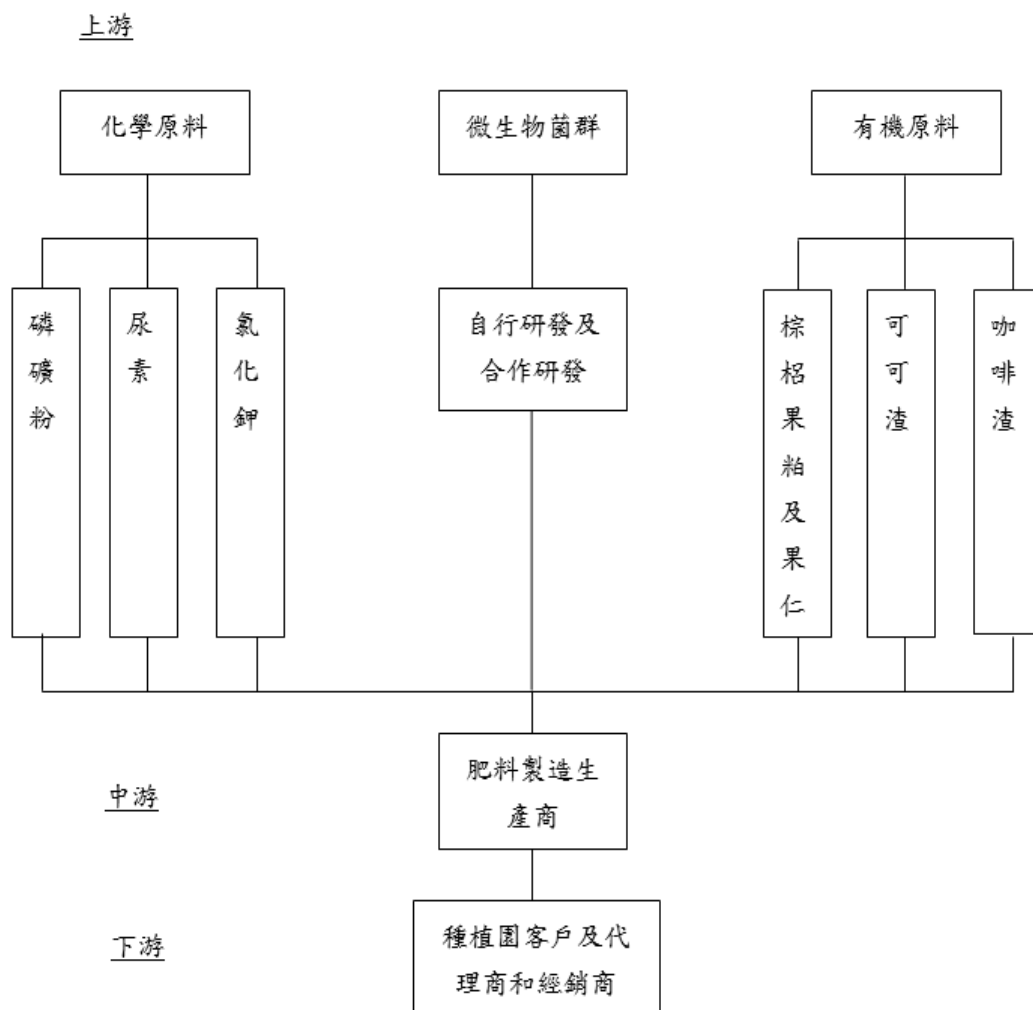 上游
化學原料
微生物菌群
有機原料
磷礦粉
尿素
氯化鉀
自行研發及
合作研發
棕梠果粕及果仁
可可渣
咖啡渣
中游
肥料製造生
產商
下游
種植園客戶及代
理商和經銷商